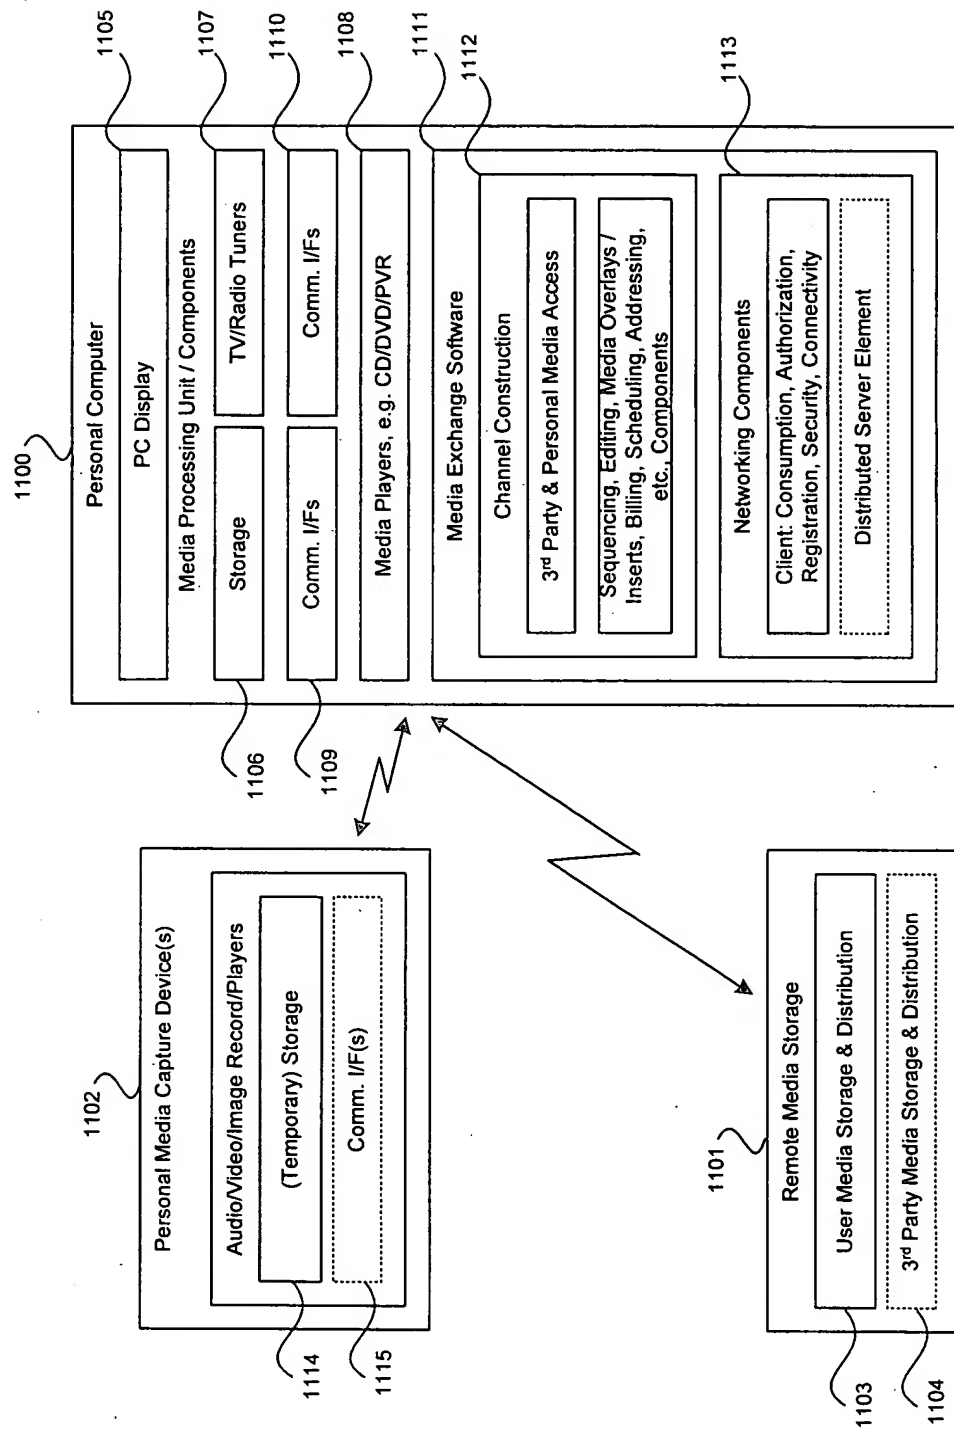 1100
Personal Computer
PC Display
1105
Media Processing Unit / Components
Storage
1106
TV/Radio Tuners
1107
Comm. I/Fs
1109
Comm. I/Fs
1110
Media Players, e.g. CD/DVD/PVR
1108
Media Exchange Software
1111
Channel Construction
1112
3rd Party & Personal Media Access
Sequencing, Editing, Media Overlays /
Inserts, Billing, Scheduling, Addressing,
etc., Components
Networking Components
1113
Client: Consumption, Authorization,
Registration, Security, Connectivity
Distributed Server Element
1102
Personal Media Capture Device(s)
Audio/Video/Image Record/Players
(Temporary) Storage
1114
Comm. I/F(s)
1115
1101
Remote Media Storage
User Media Storage & Distribution
1103
3rd Party Media Storage & Distribution
1104